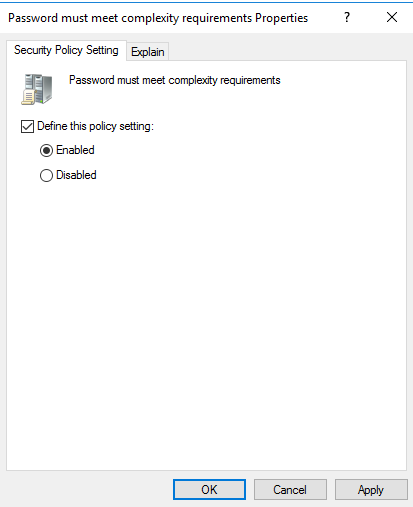 Password must meet complexity requirements Properties ?
Security Policy Setting Explain
Password must meet complexity requirements
Define this policy setting:
Enabled
Disabled
OK Cancel Apply